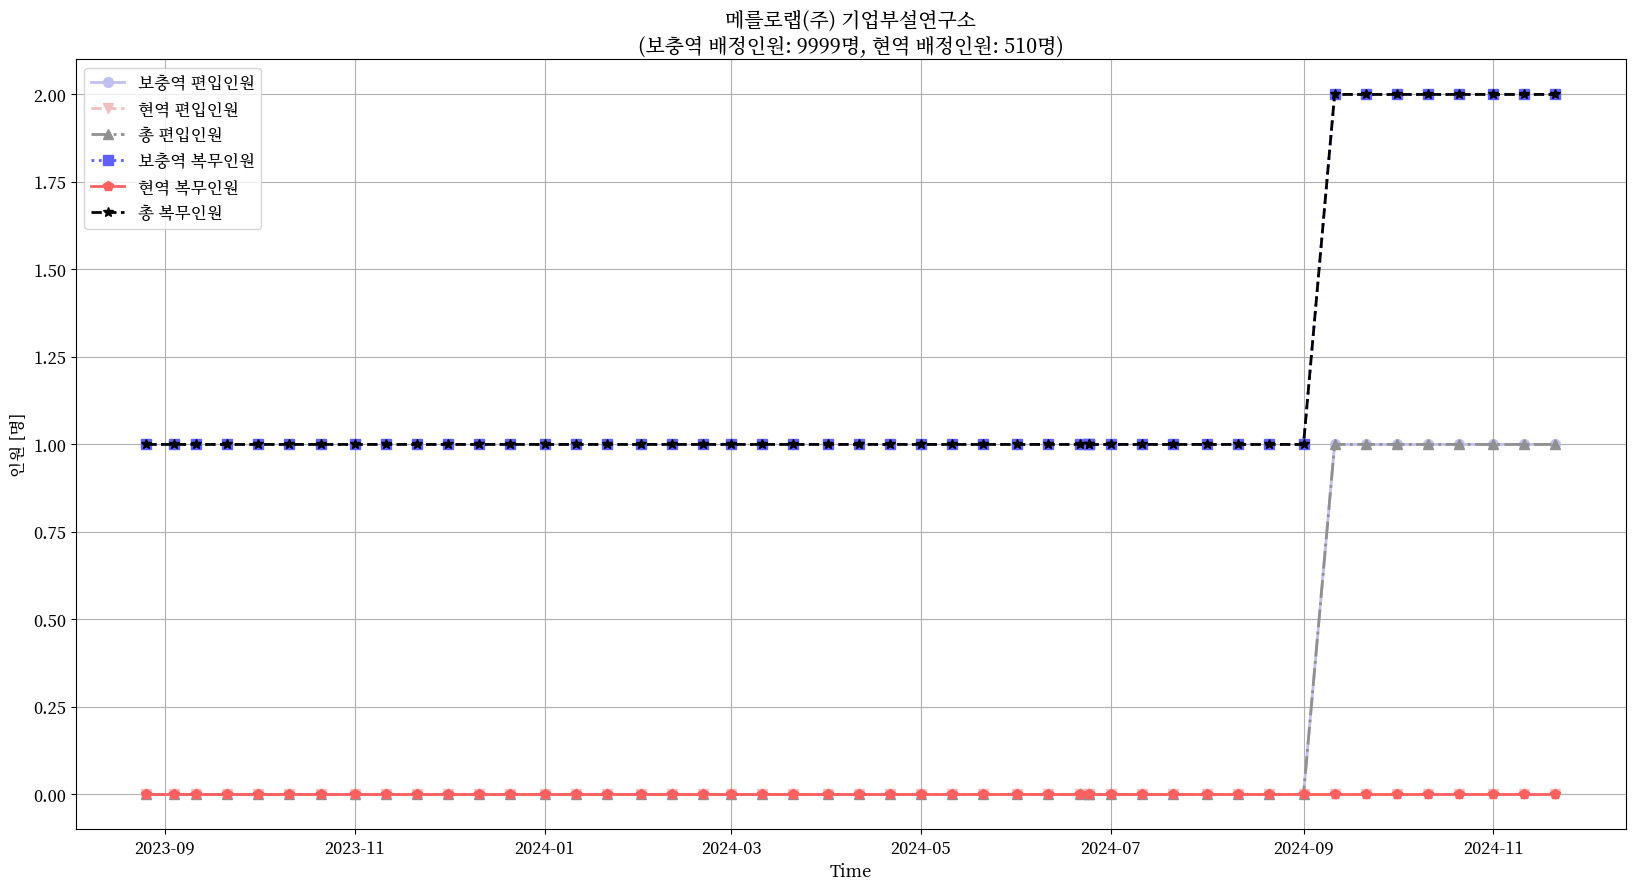 메를로랩(주) 기업부설연구소
(보충역 배정인원: 9999명, 현역 배정인원: 510명)
보충역 편입인원
현역 편입인원
총 편입인원
보충역 복무인원
현역 복무인원
총 복무인원
2.00
1.75
1.50
1.25
1.00
0.75
0.50
0.25
0.00
인원 [명]
2023-09
2023-11
2024-01
2024-03
2024-05
2024-07
2024-09
2024-11
Time